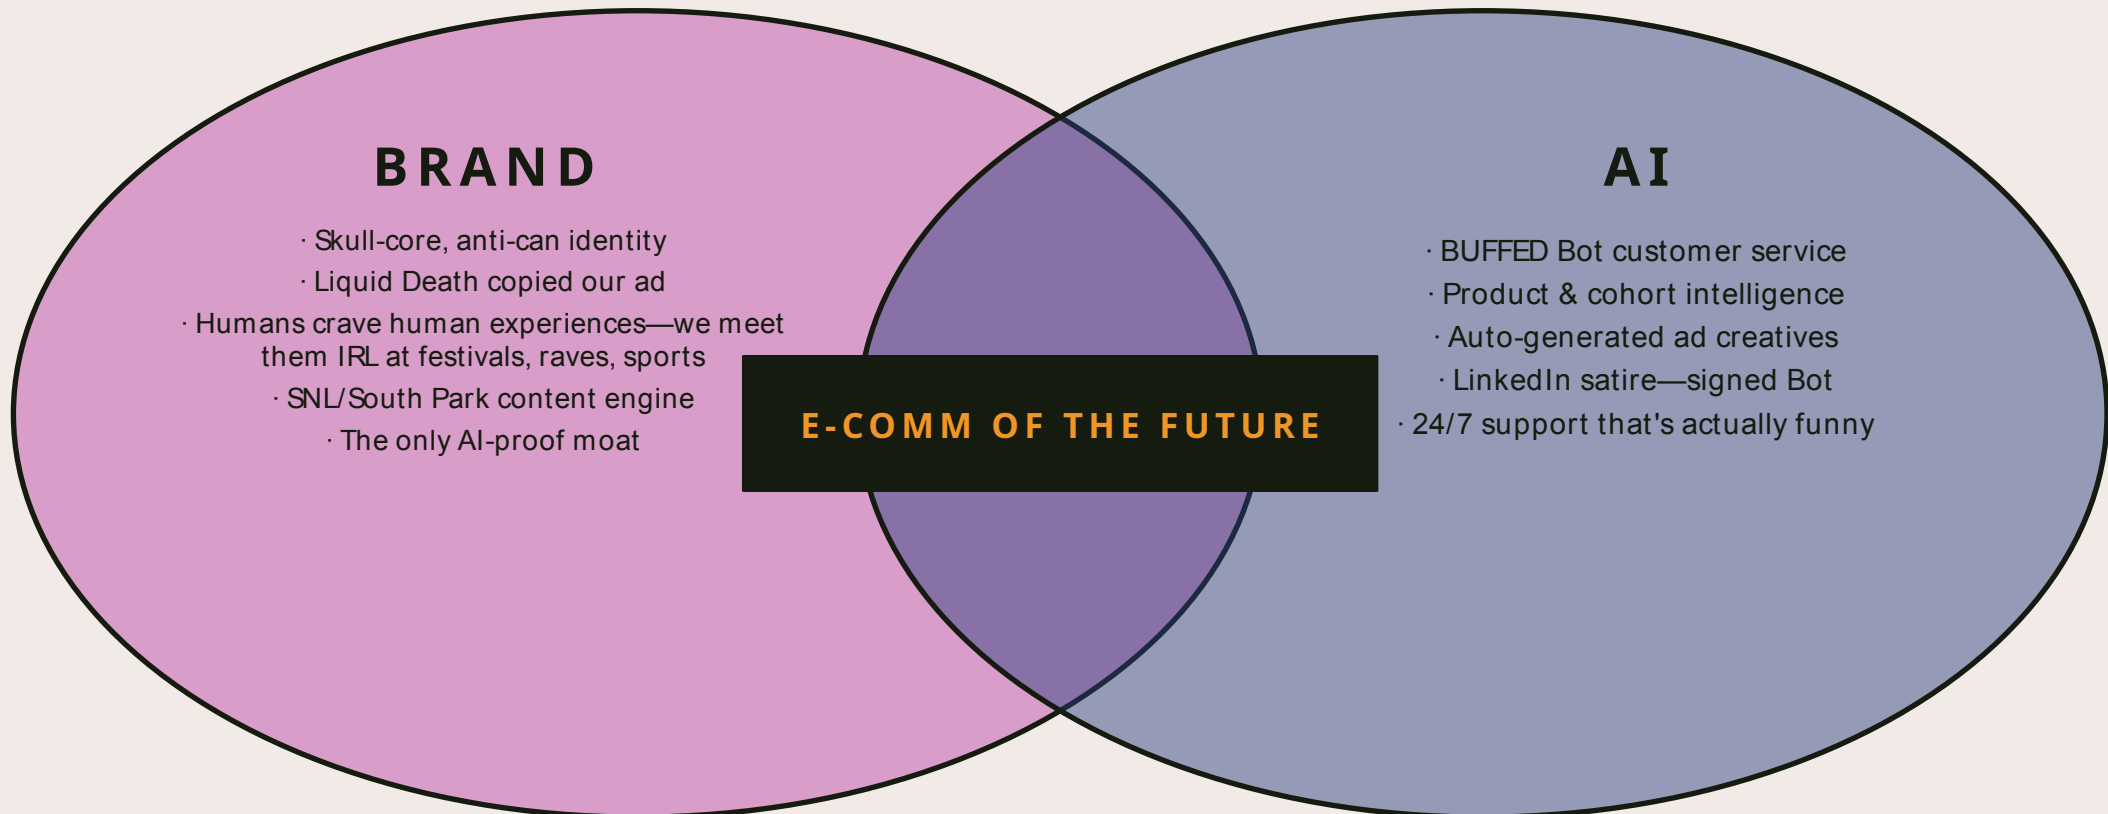 BRAND
· Skull-core, anti-can identity
· Liquid Death copied our ad
· Humans crave human experiences—we meet
them IRL at festivals, raves, sports
· SNL/South Park content engine
· The only AI-proof moat
E-COMM OF THE FUTURE
AI
· BUFFED Bot customer service
· Product & cohort intelligence
· Auto-generated ad creatives
· LinkedIn satire—signed Bot
· 24/7 support that's actually funny